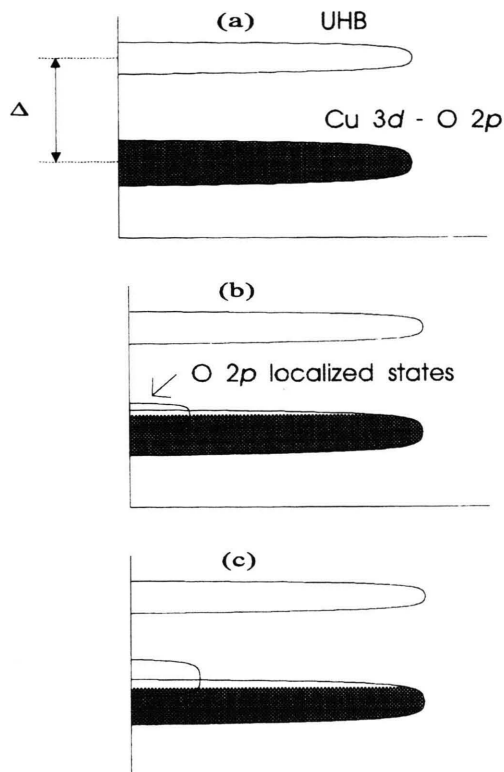 (a) UHB
Δ
Cu 3d - O 2p
(b)
O 2p localized states
(c)